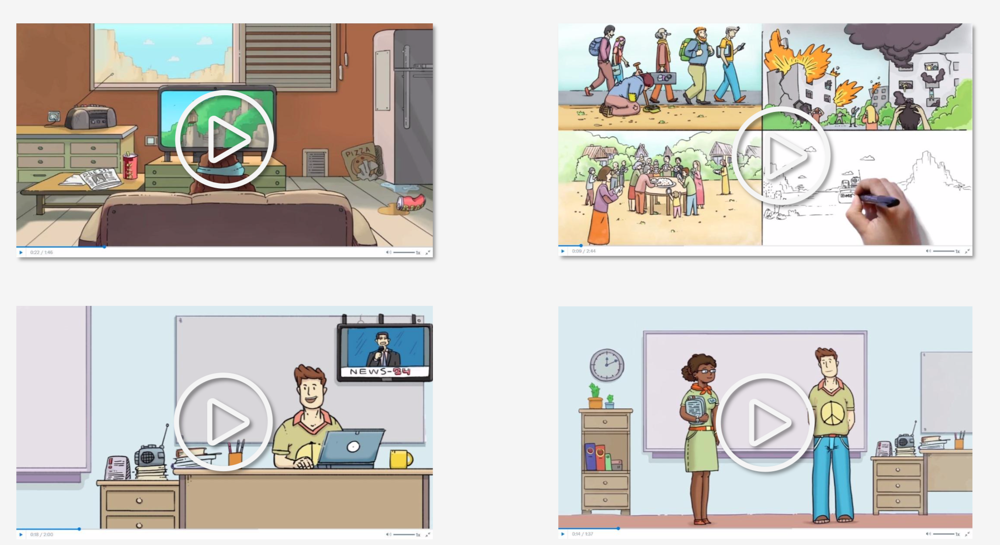 PRESS!
PIZZA
0:22 / 1:46
1x
0:09 / 2:44
1x
NEWS-24
0:18 / 2:00
1x
0:14 / 1:37
1x